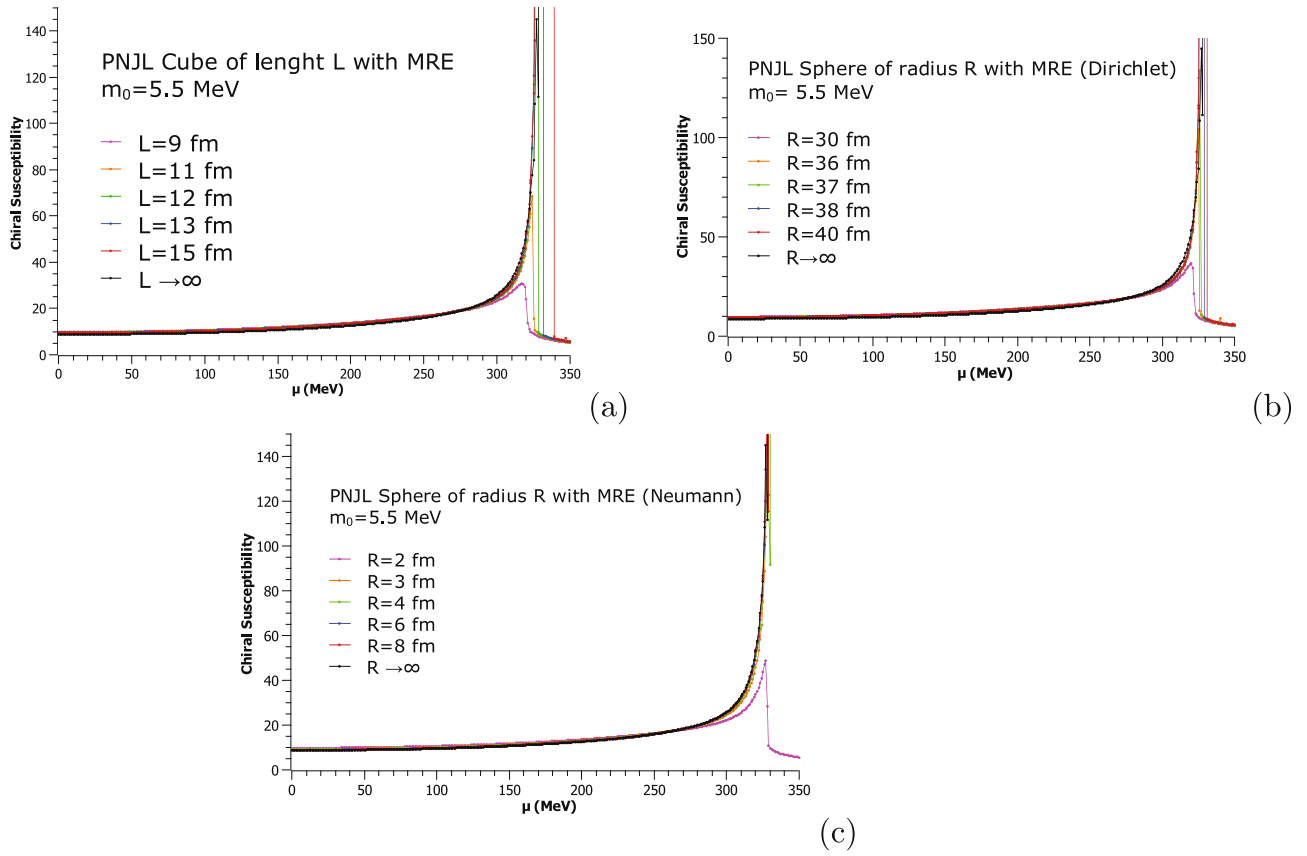 PNJL Cube of lenght L with MRE
m₀=5.5 MeV
L=9 fm
L=11 fm
L=12 fm
L=13 fm
L=15 fm
L →∞
Chiral Susceptibility
0
20
40
60
80
100
120
140
0
50
100
150
200
250
300
350
μ (MeV)
(a)
PNJL Sphere of radius R with MRE (Dirichlet)
m₀= 5.5 MeV
R=30 fm
R=36 fm
R=37 fm
R=38 fm
R=40 fm
R→∞
Chiral Susceptibility
0
50
100
150
0
50
100
150
200
250
300
350
μ (MeV)
(b)
PNJL Sphere of radius R with MRE (Neumann)
m₀=5.5 MeV
R=2 fm
R=3 fm
R=4 fm
R=6 fm
R=8 fm
R →∞
Chiral Susceptibility
0
20
40
60
80
100
120
140
0
50
100
150
200
250
300
350
μ (MeV)
(c)